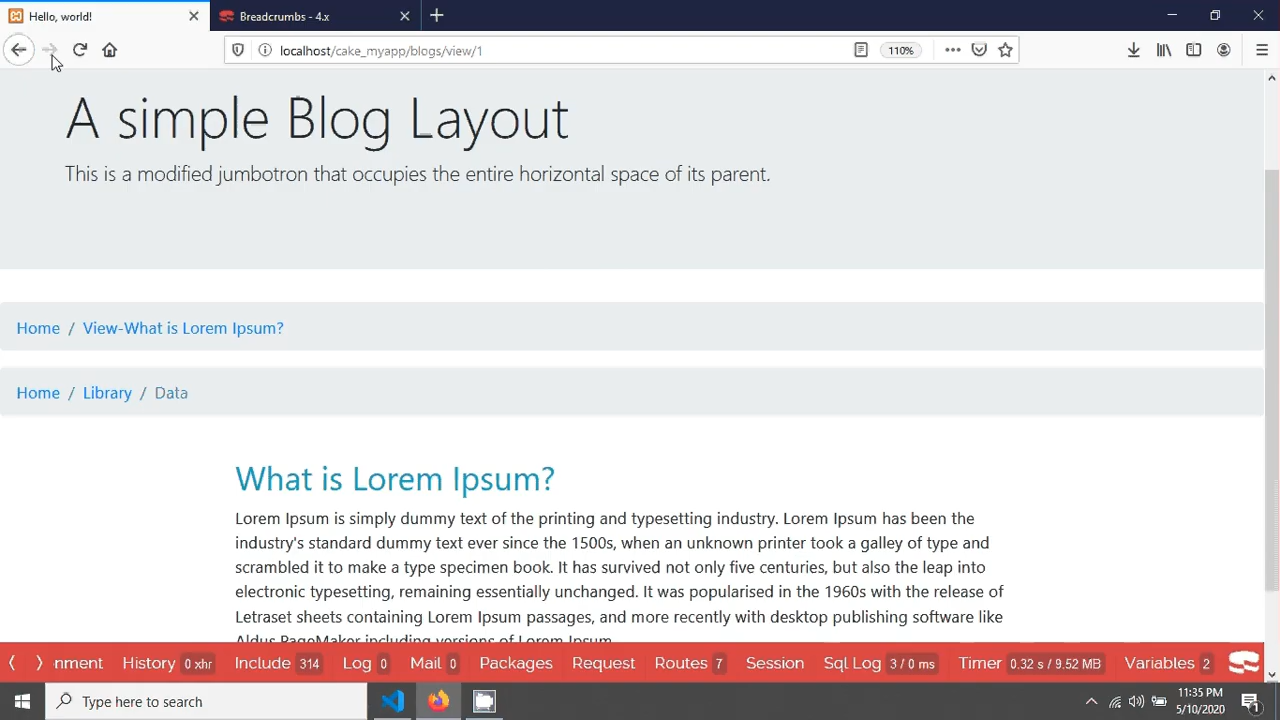 Hello, world!
Breadcrumbs - 4.x
localhost/cake_myapp/blogs/view/1
110%
A simple Blog Layout
This is a modified jumbotron that occupies the entire horizontal space of its parent.
Home / View-What is Lorem Ipsum?
Home / Library / Data
What is Lorem Ipsum?
Lorem Ipsum is simply dummy text of the printing and typesetting industry. Lorem Ipsum has been the
industry's standard dummy text ever since the 1500s, when an unknown printer took a galley of type and
scrambled it to make a type specimen book. It has survived not only five centuries, but also the leap into
electronic typesetting, remaining essentially unchanged. It was popularised in the 1960s with the release of
Letraset sheets containing Lorem Ipsum passages, and more recently with desktop publishing software like
Aldus PageMaker including versions of Lorem Ipsum.
nment History 0 xhr Include 314 Log 0 Mail 0 Packages Request Routes 7 Session Sql Log 3 / 0 ms Timer 0.32 s / 9.52 MB Variables 2
Type here to search
11:35 PM
5/10/2020
1